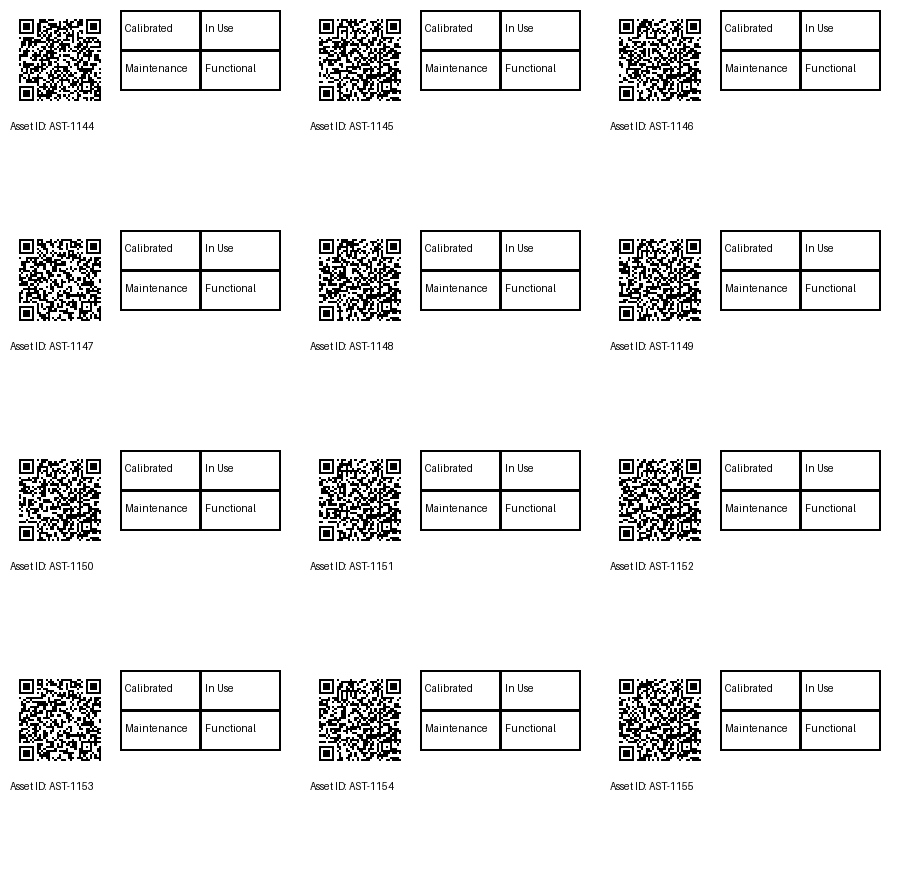 Calibrated In Use
Maintenance Functional
Asset ID: AST-1144
Calibrated In Use
Maintenance Functional
Asset ID: AST-1145
Calibrated In Use
Maintenance Functional
Asset ID: AST-1146
Calibrated In Use
Maintenance Functional
Asset ID: AST-1147
Calibrated In Use
Maintenance Functional
Asset ID: AST-1148
Calibrated In Use
Maintenance Functional
Asset ID: AST-1149
Calibrated In Use
Maintenance Functional
Asset ID: AST-1150
Calibrated In Use
Maintenance Functional
Asset ID: AST-1151
Calibrated In Use
Maintenance Functional
Asset ID: AST-1152
Calibrated In Use
Maintenance Functional
Asset ID: AST-1153
Calibrated In Use
Maintenance Functional
Asset ID: AST-1154
Calibrated In Use
Maintenance Functional
Asset ID: AST-1155